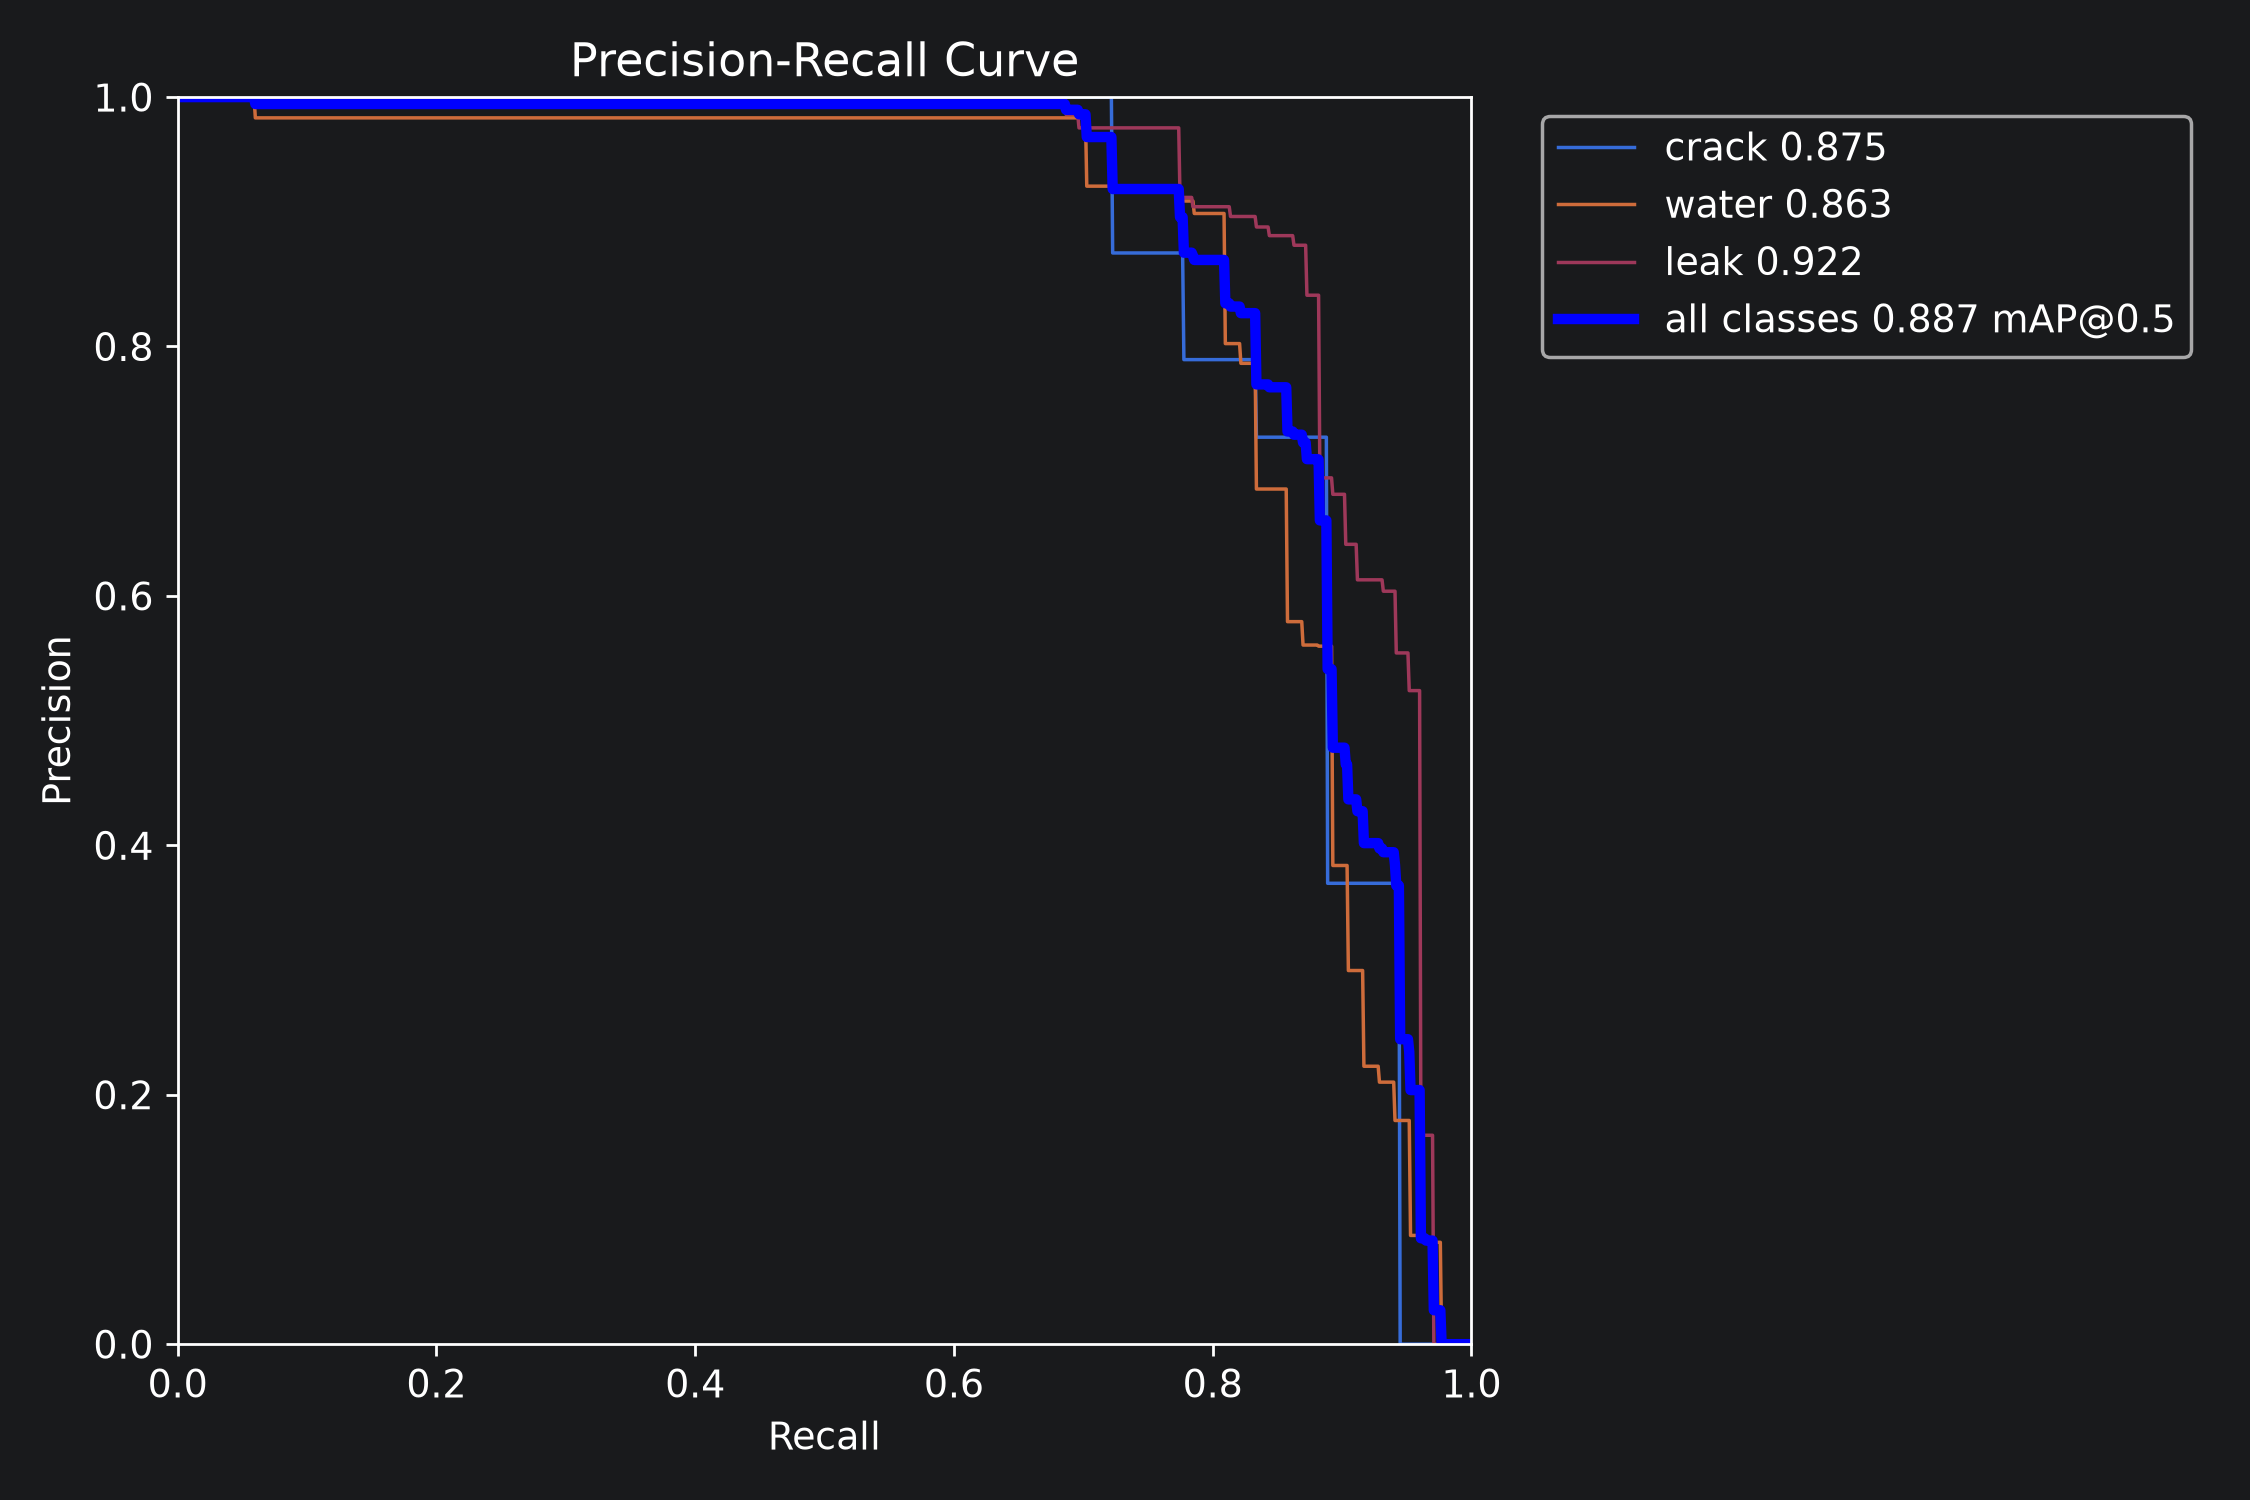 Precision-Recall Curve
1.0
0.8
0.6
0.4
0.2
0.0
Precision
0.0 0.2 0.4 0.6 0.8 1.0
Recall
crack 0.875
water 0.863
leak 0.922
all classes 0.887 mAP@0.5